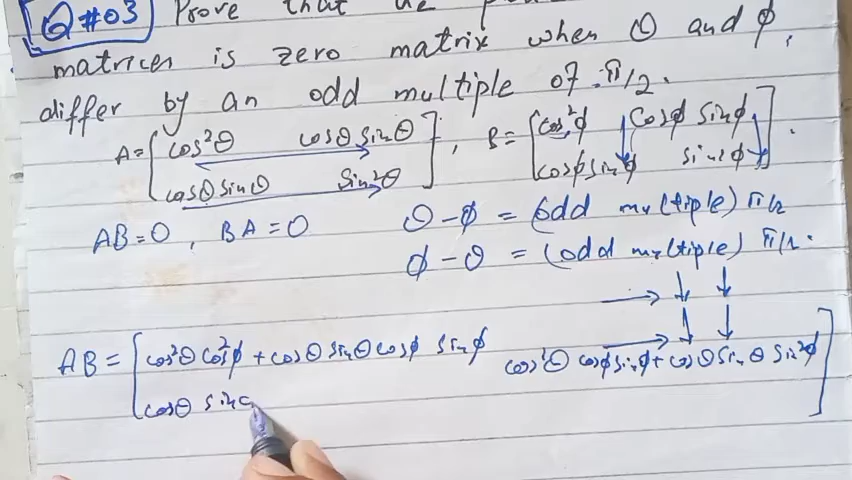 Q#03 Prove that
matrices is zero matrix when θ and φ,
differ by an odd multiple of π/2.
A=[cos²θ cosθ sinθ], B=[cos²φ cosφ sinφ].
cosθ sinθ sin²θ cosφ sinφ sin2φ
AB=0, BA=0 θ-φ = (odd multiple) π/2
φ-θ = (odd multiple) π/2.
AB = [cos²θ cos²φ + cosθ sinθ cosφ sinφ cos²θ cosφ sinφ + cosθ sinθ sin²φ]
cosθ sin